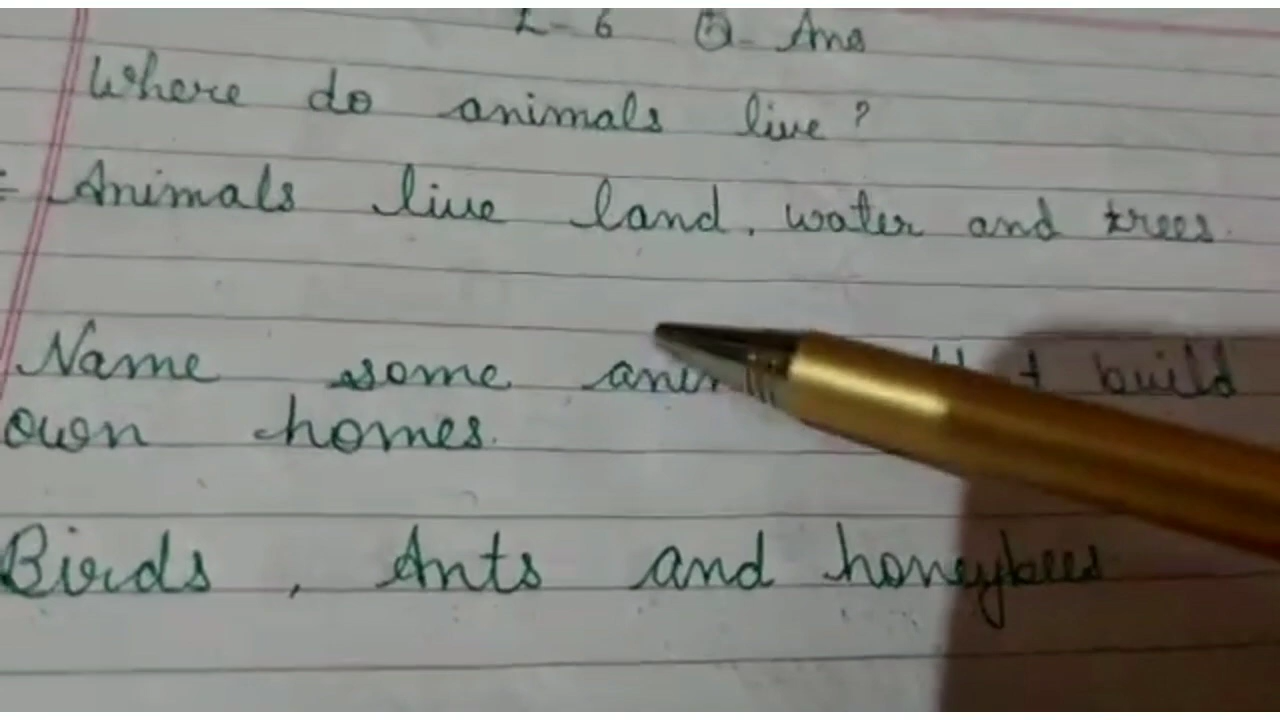 L-6 Q Ans
Where do animals live?
= Animals live land, water and trees.
Name some build
own homes.
Birds, Ants and honeybees